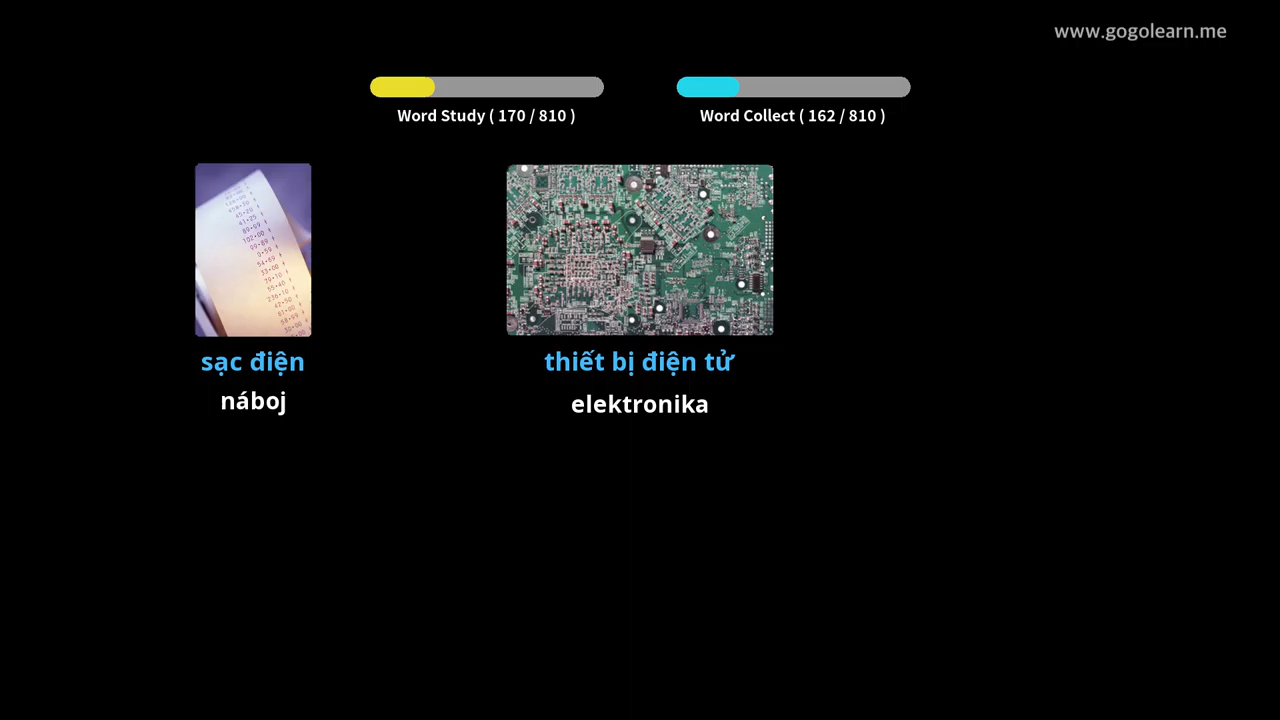 www.gogolearn.me
Word Study ( 170 / 810 )
Word Collect ( 162 / 810 )
sạc điện
náboj
thiết bị điện tử
elektronika